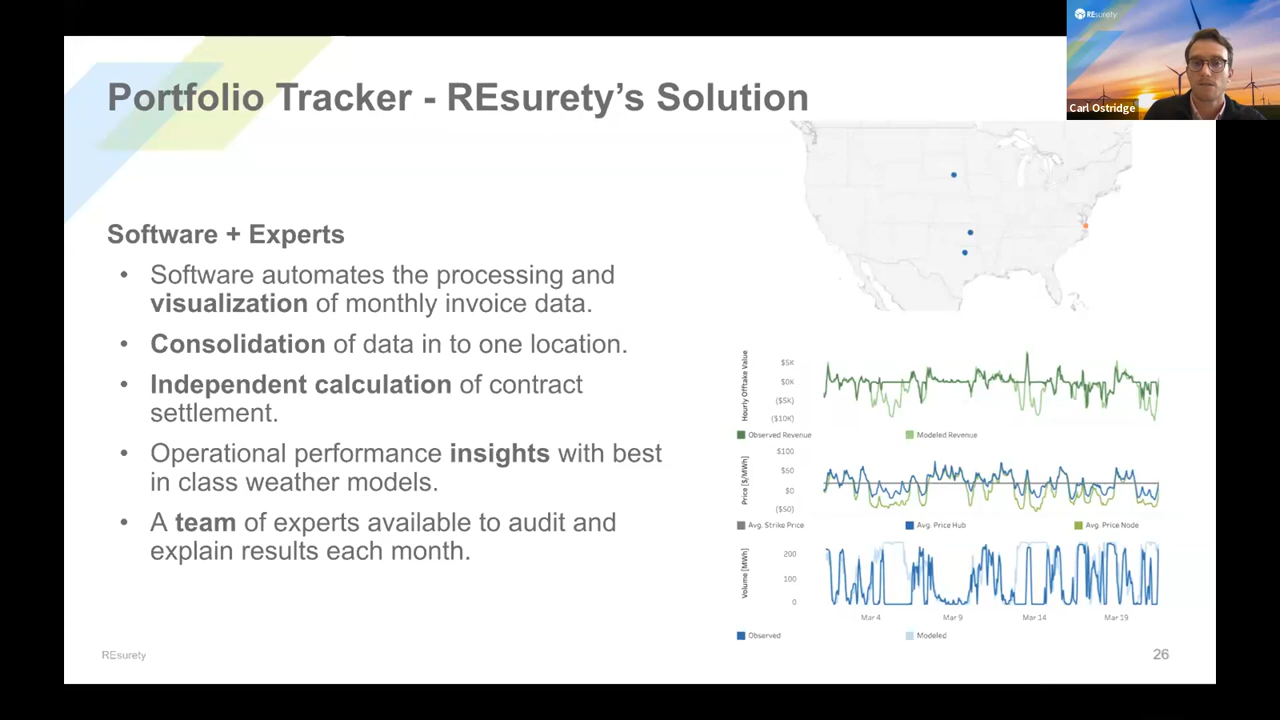 REsurety
Carl Ostridge
Portfolio Tracker - REsurety's Solution
Software + Experts
• Software automates the processing and
visualization of monthly invoice data.
• Consolidation of data in to one location.
• Independent calculation of contract
settlement.
• Operational performance insights with best
in class weather models.
• A team of experts available to audit and
explain results each month.
Hourly Offtake Value
$5K
$0K
($5K)
($10K)
Observed Revenue Modeled Revenue
Price [$/MWh]
$100
$50
$0
($50)
Avg. Strike Price Avg. Price Hub Avg. Price Node
Volume [MWh]
200
100
0
Mar 4 Mar 9 Mar 14 Mar 19
Observed Modeled
REsurety 26